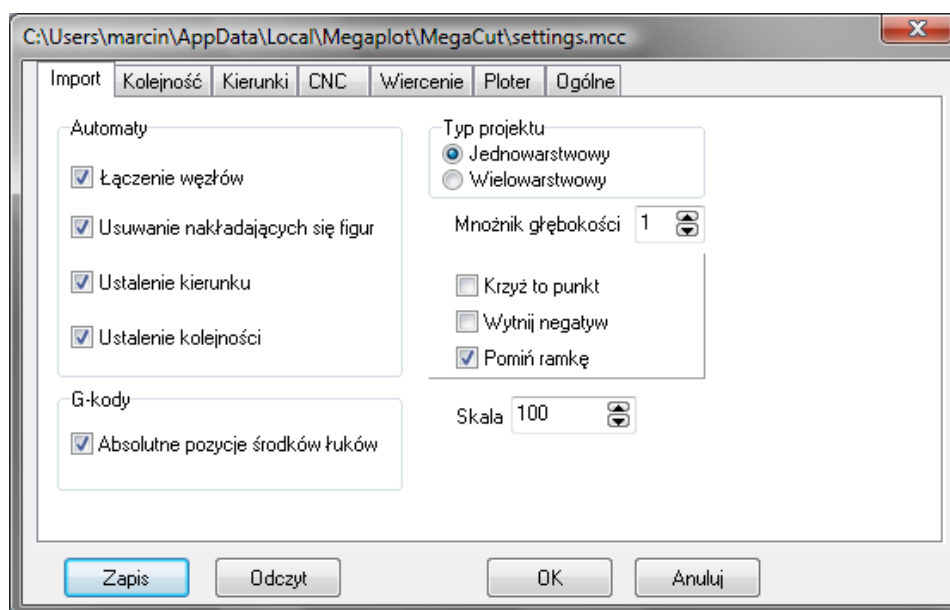 C:\Users\marcin\AppData\Local\Megaplot\MegaCut\settings.mcc
Import Kolejność Kierunki CNC Wiercenie Ploter Ogólne
Automaty
Łączenie węzłów
Usuwanie nakładających się figur
Ustalenie kierunku
Ustalenie kolejności
G-kody
Absolutne pozycje środków łuków
Typ projektu
Jednowarstwowy
Wielowarstwowy
Mnożnik głębokości 1
Krzyż to punkt
Wytnij negatyw
Pomiń ramkę
Skala 100
Zapis Odczyt OK Anuluj